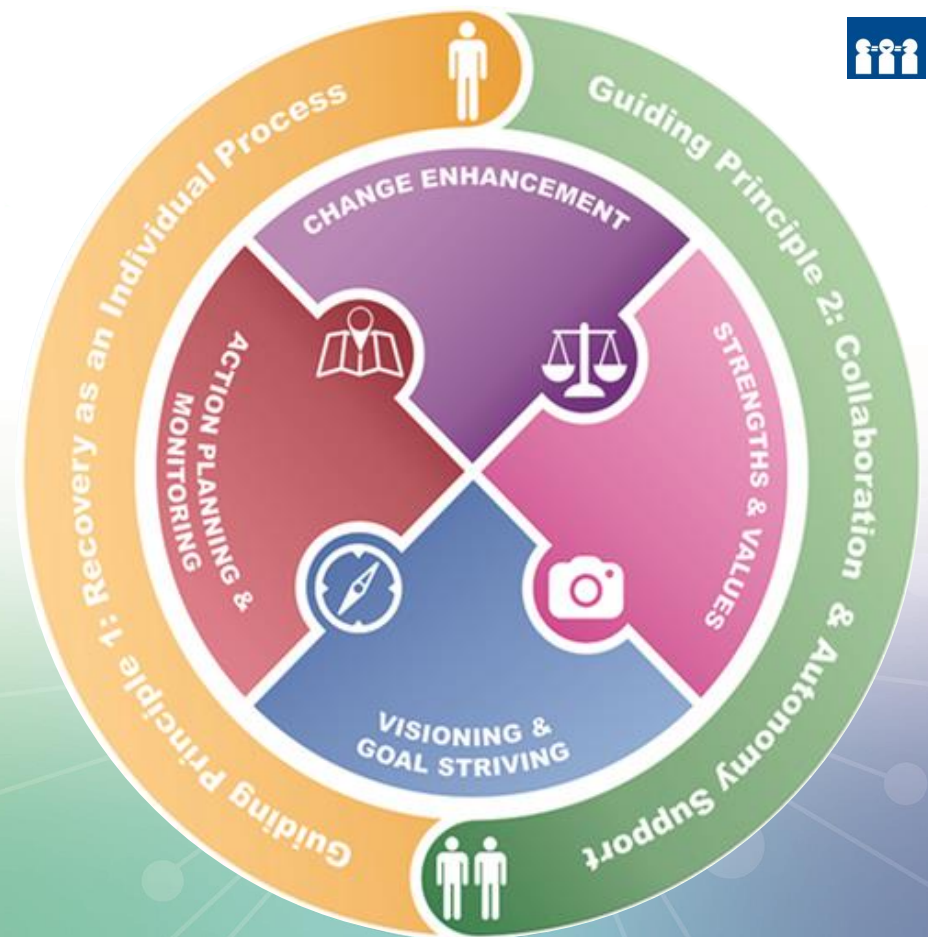 Guiding Principle 1: Recovery as an Individual Process
Guiding Principle 2: Collaboration & Autonomy Support
CHANGE ENHANCEMENT
STRENGTHS & VALUES
VISIONING &
GOAL STRIVING
ACTION PLANNING &
MONITORING